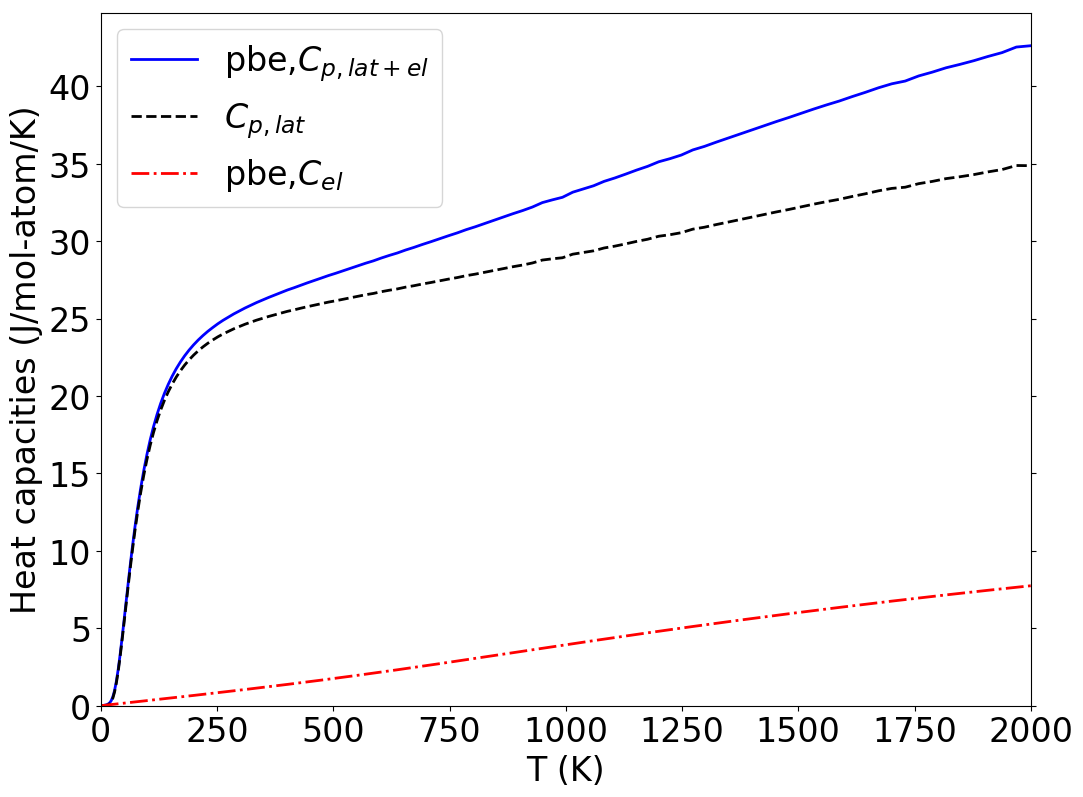 pbe,C_{p, lat + el}
C_{p, lat}
pbe,C_{el}
Heat capacities (J/mol-atom/K)
40
35
30
25
20
15
10
5
0
0 250 500 750 1000 1250 1500 1750 2000
T (K)